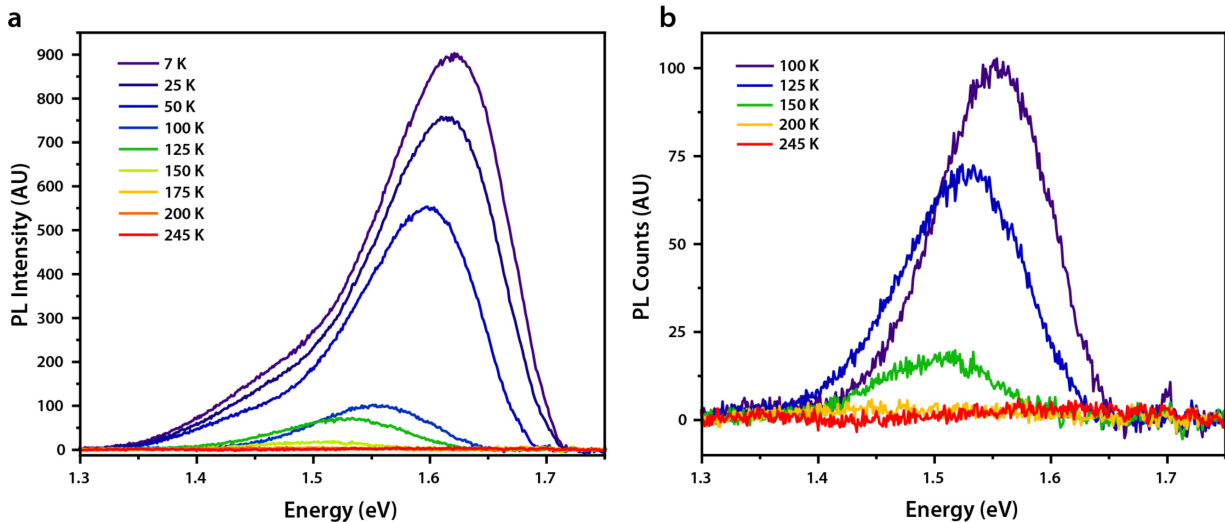 a
PL Intensity (AU)
900
800
700
600
500
400
300
200
100
0
7 K
25 K
50 K
100 K
125 K
150 K
175 K
200 K
245 K
1.3 1.4 1.5 1.6 1.7
Energy (eV)
b
PL Counts (AU)
100
75
50
25
0
100 K
125 K
150 K
200 K
245 K
1.3 1.4 1.5 1.6 1.7
Energy (eV)